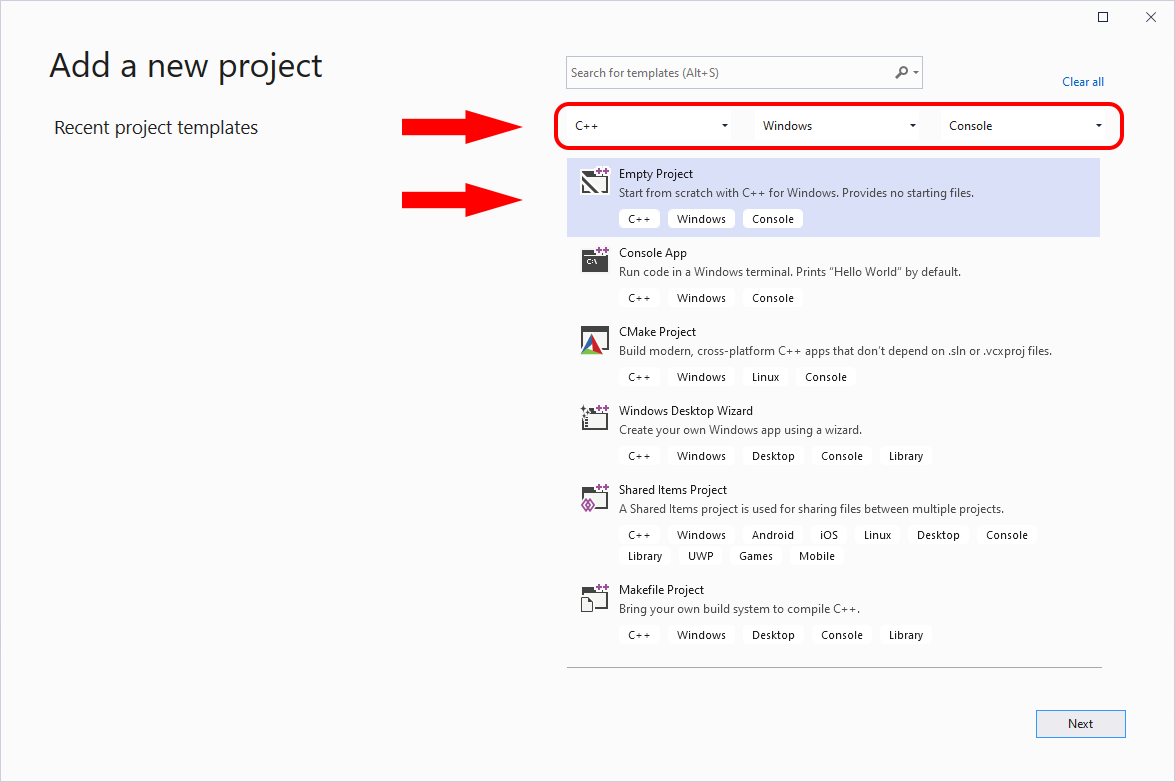 Add a new project
Search for templates (Alt+S)
Clear all
Recent project templates
C++ Windows Console
Empty Project
Start from scratch with C++ for Windows. Provides no starting files.
C++ Windows Console
Console App
C:\
Run code in a Windows terminal. Prints “Hello World” by default.
C++ Windows Console
CMake Project
Build modern, cross-platform C++ apps that don’t depend on .sln or .vcxproj files.
C++ Windows Linux Console
Windows Desktop Wizard
Create your own Windows app using a wizard.
C++ Windows Desktop Console Library
Shared Items Project
A Shared Items project is used for sharing files between multiple projects.
C++ Windows Android iOS Linux Desktop Console
Library UWP Games Mobile
Makefile Project
Bring your own build system to compile C++.
C++ Windows Desktop Console Library
Next